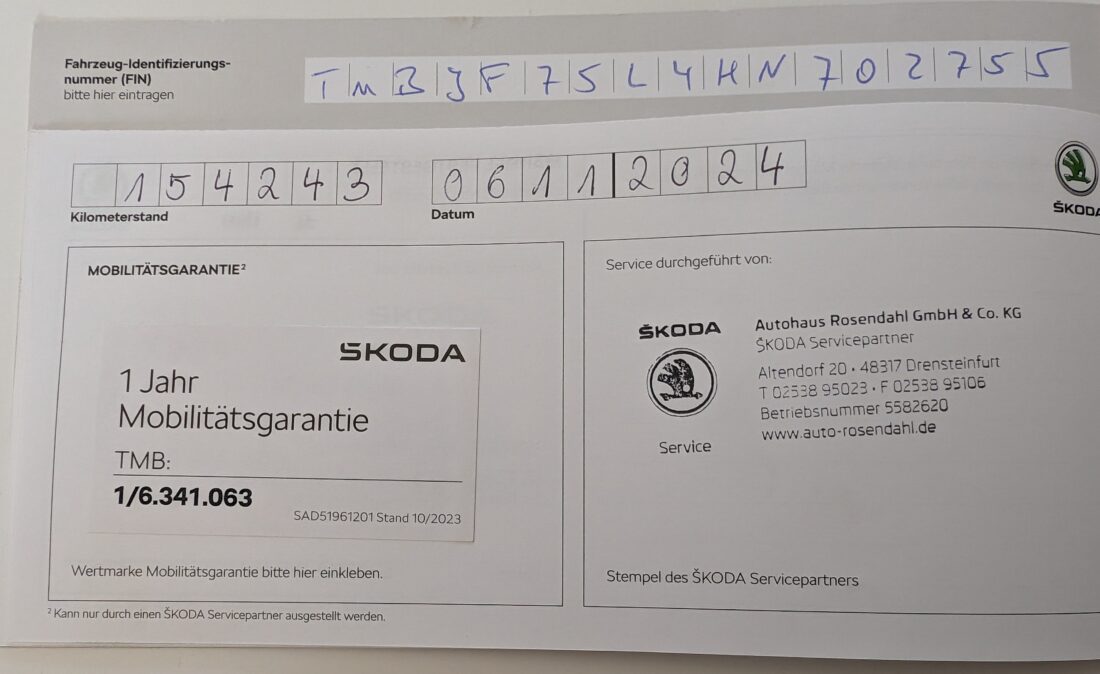 Fahrzeug-Identifizierungs-
nummer (FIN)
bitte hier eintragen
TMBJF75L4HN702755
154243
06112024
Kilometerstand
Datum
ŠKODA
MOBILITÄTSGARANTIE²
ŠKODA
1 Jahr
Mobilitätsgarantie
TMB:
1/6.341.063
SAD51961201 Stand 10/2023
Wertmarke Mobilitätsgarantie bitte hier einkleben.
² Kann nur durch einen ŠKODA Servicepartner ausgestellt werden.
Service durchgeführt von:
ŠKODA
Service
Autohaus Rosendahl GmbH & Co. KG
ŠKODA Servicepartner
Altendorf 20 · 48317 Drensteinfurt
T 02538 95023 · F 02538 95106
Betriebsnummer 5582620
www.auto-rosendahl.de
Stempel des ŠKODA Servicepartners